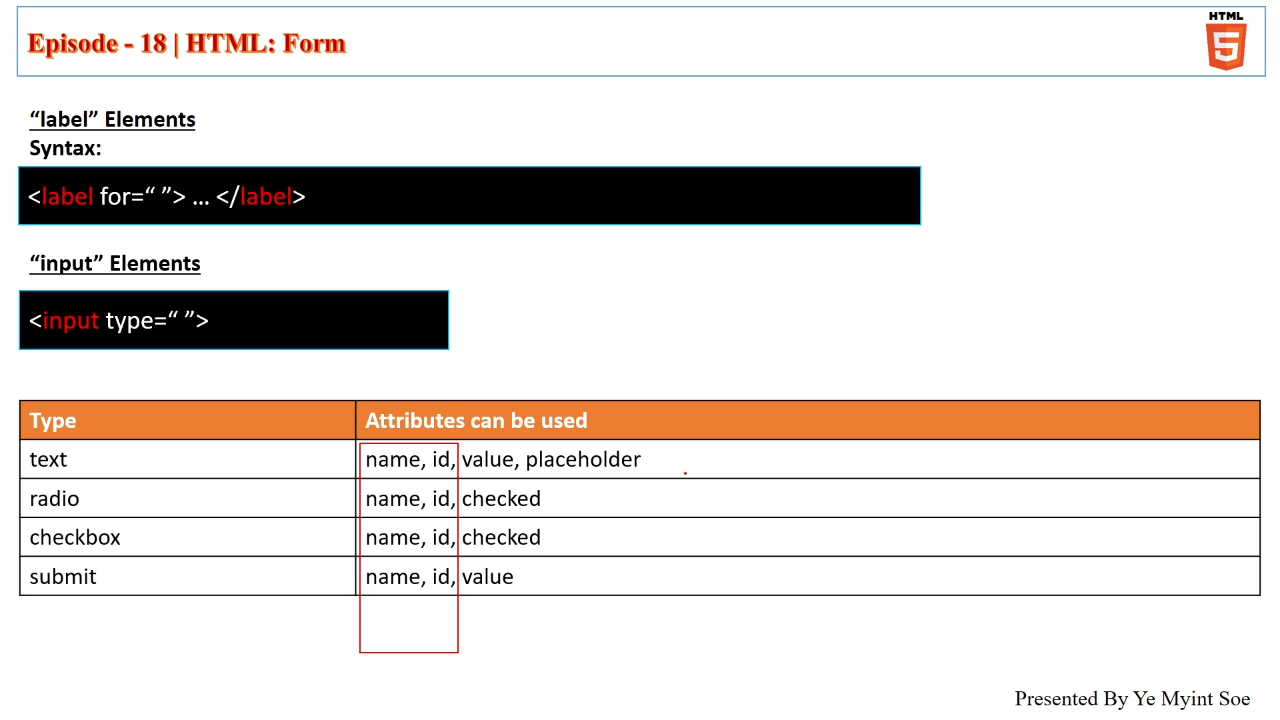 HTML
Episode - 18 | HTML: Form
5
“label” Elements
Syntax:
<label for=“ ”> ... </label>
“input” Elements
<input type=“ ”>
Type Attributes can be used
text name, id, value, placeholder
radio name, id, checked
checkbox name, id, checked
submit name, id, value
Presented By Ye Myint Soe